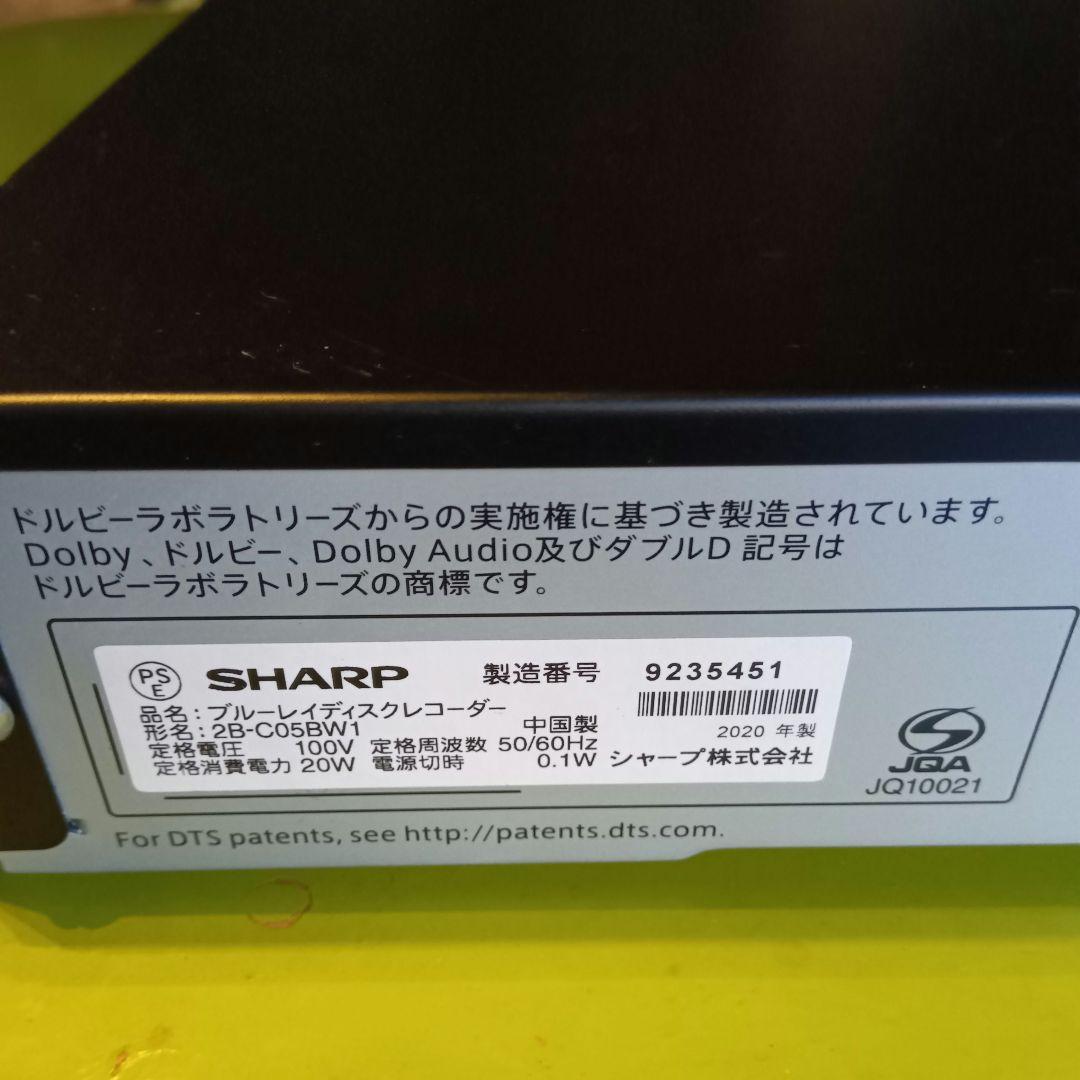 ドルビーラボラトリーズからの実施権に基づき製造されています。
Dolby、ドルビー、Dolby Audio及びダブルD 記号は
ドルビーラボラトリーズの商標です。
PS
E
SHARP 製造番号 9235451
品名：ブルーレイディスクレコーダー
形名：2B-C05BW1 中国製 2020 年製
定格電圧 100V 定格周波数 50/60Hz
定格消費電力 20W 電源切時 0.1W シャープ株式会社
JQA
JQ10021
For DTS patents, see http://patents.dts.com.